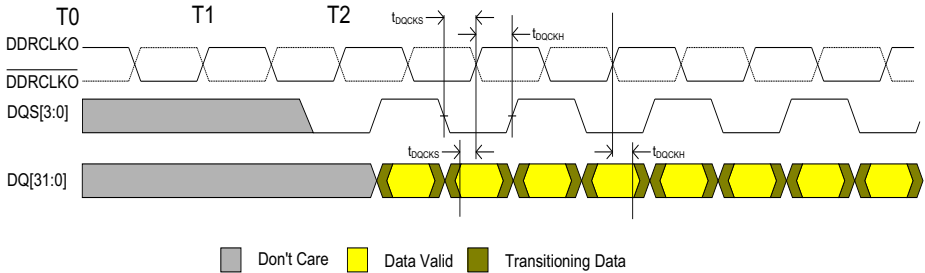 T0 T1 T2
tDQCKS
tDQCKH
DDRCLKO
DDRCLKO
DQS[3:0]
tDQCKS
tDQCKH
DQ[31:0]
Don't Care Data Valid Transitioning Data